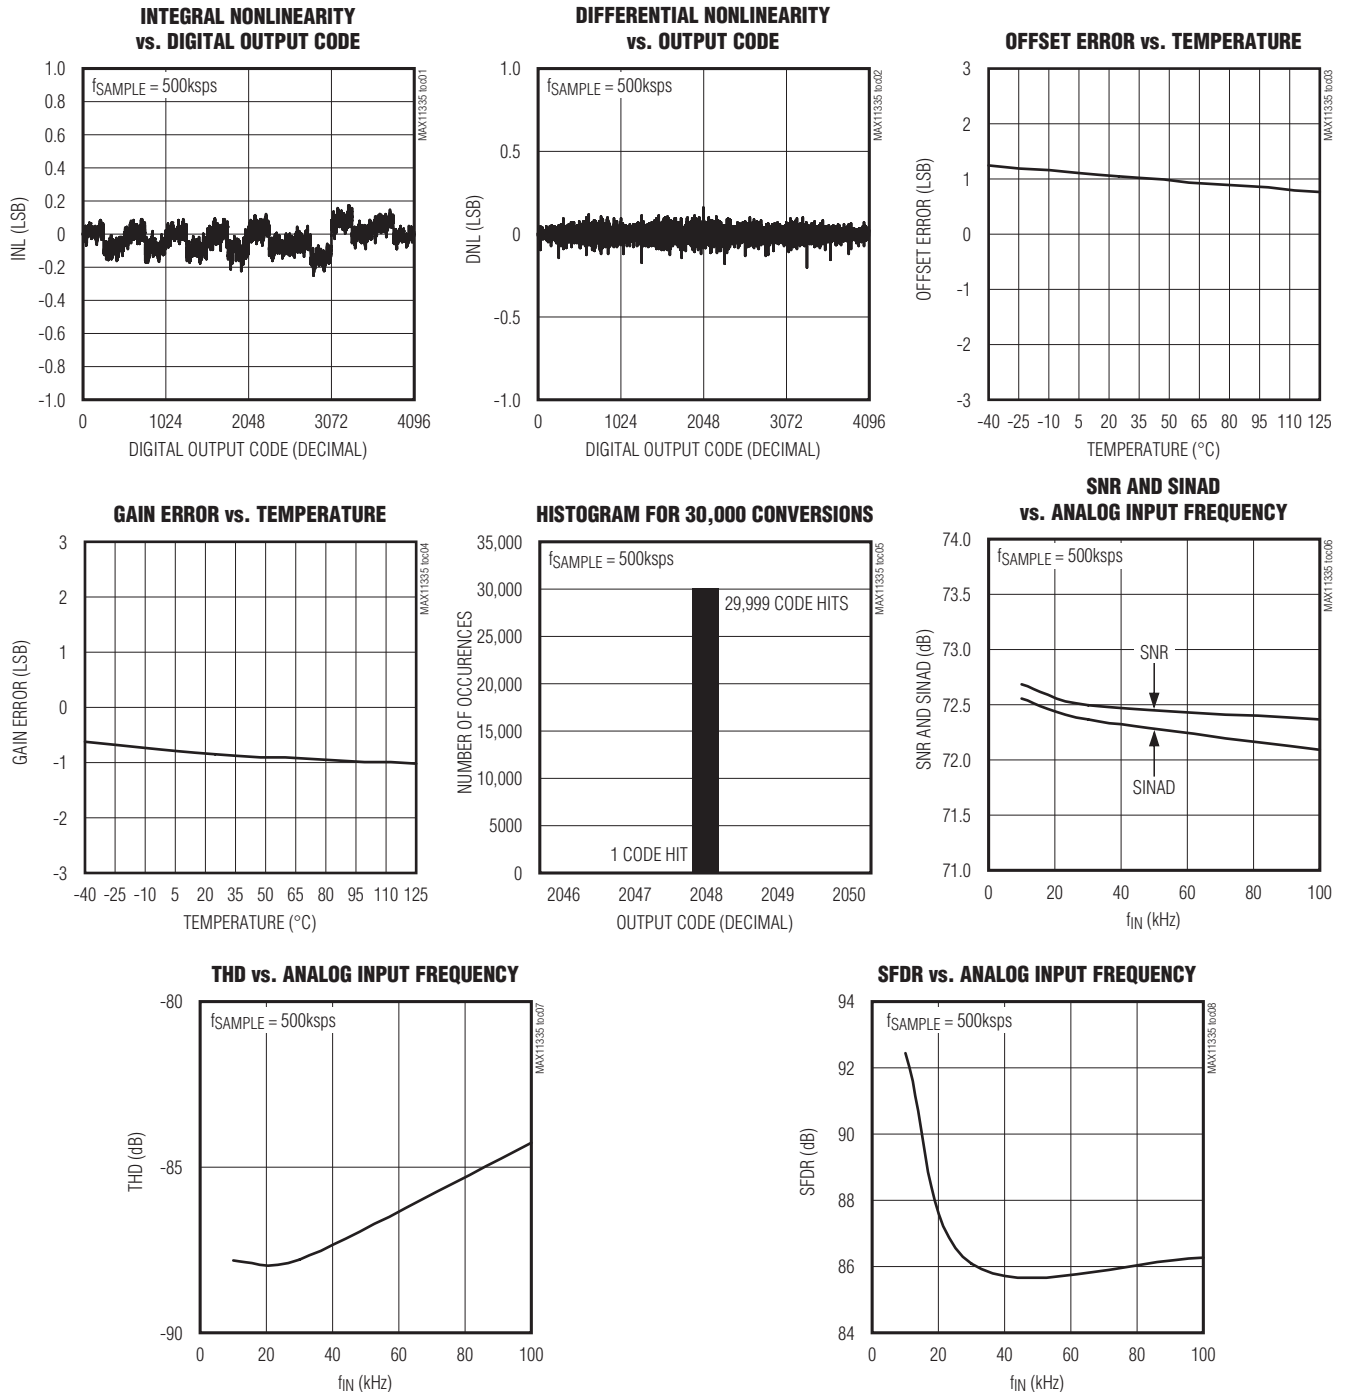 INTEGRAL NONLINEARITY
vs. DIGITAL OUTPUT CODE
fSAMPLE = 500ksps
MAX11335 toc01
1.0
0.8
0.6
0.4
0.2
0
-0.2
-0.4
-0.6
-0.8
-1.0
INL (LSB)
0 1024 2048 3072 4096
DIGITAL OUTPUT CODE (DECIMAL)
DIFFERENTIAL NONLINEARITY
vs. OUTPUT CODE
fSAMPLE = 500ksps
MAX11335 toc02
1.0
0.5
0
-0.5
-1.0
DNL (LSB)
0 1024 2048 3072 4096
DIGITAL OUTPUT CODE (DECIMAL)
OFFSET ERROR vs. TEMPERATURE
MAX11335 toc03
3
2
1
0
-1
-2
-3
OFFSET ERROR (LSB)
-40 -25 -10 5 20 35 50 65 80 95 110 125
TEMPERATURE (°C)
GAIN ERROR vs. TEMPERATURE
MAX11335 toc04
3
2
1
0
-1
-2
-3
GAIN ERROR (LSB)
-40 -25 -10 5 20 35 50 65 80 95 110 125
TEMPERATURE (°C)
HISTOGRAM FOR 30,000 CONVERSIONS
fSAMPLE = 500ksps
MAX11335 toc05
35,000
30,000
25,000
20,000
15,000
10,000
5000
0
NUMBER OF OCCURENCES
29,999 CODE HITS
1 CODE HIT
2046 2047 2048 2049 2050
OUTPUT CODE (DECIMAL)
SNR AND SINAD
vs. ANALOG INPUT FREQUENCY
fSAMPLE = 500ksps
MAX11335 toc06
74.0
73.5
73.0
72.5
72.0
71.5
71.0
SNR AND SINAD (dB)
SNR
SINAD
0 20 40 60 80 100
fIN (kHz)
THD vs. ANALOG INPUT FREQUENCY
fSAMPLE = 500ksps
MAX11335 toc07
-80
-85
-90
THD (dB)
0 20 40 60 80 100
fIN (kHz)
SFDR vs. ANALOG INPUT FREQUENCY
fSAMPLE = 500ksps
MAX11335 toc08
94
92
90
88
86
84
SFDR (dB)
0 20 40 60 80 100
fIN (kHz)